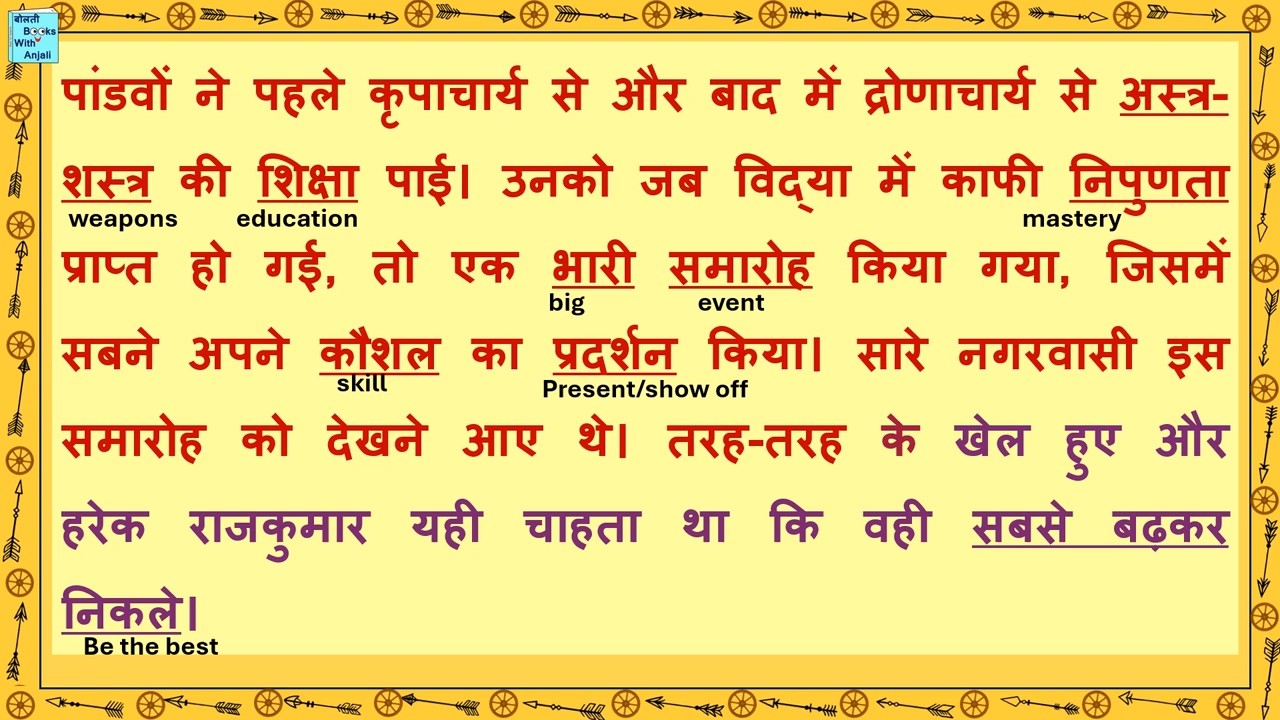 बोलती
Books
With
Anjali
पांडवों ने पहले कृपाचार्य से और बाद में द्रोणाचार्य से अस्त्र-
शस्त्र की शिक्षा पाई। उनको जब विद्‌या में काफी निपुणता
weapons education mastery
प्राप्त हो गई, तो एक भारी समारोह किया गया, जिसमें
big event
सबने अपने कौशल का प्रदर्शन किया। सारे नगरवासी इस
skill Present/show off
समारोह को देखने आए थे। तरह-तरह के खेल हुए और
हरेक राजकुमार यही चाहता था कि वही सबसे बढ़कर
निकले।
Be the best